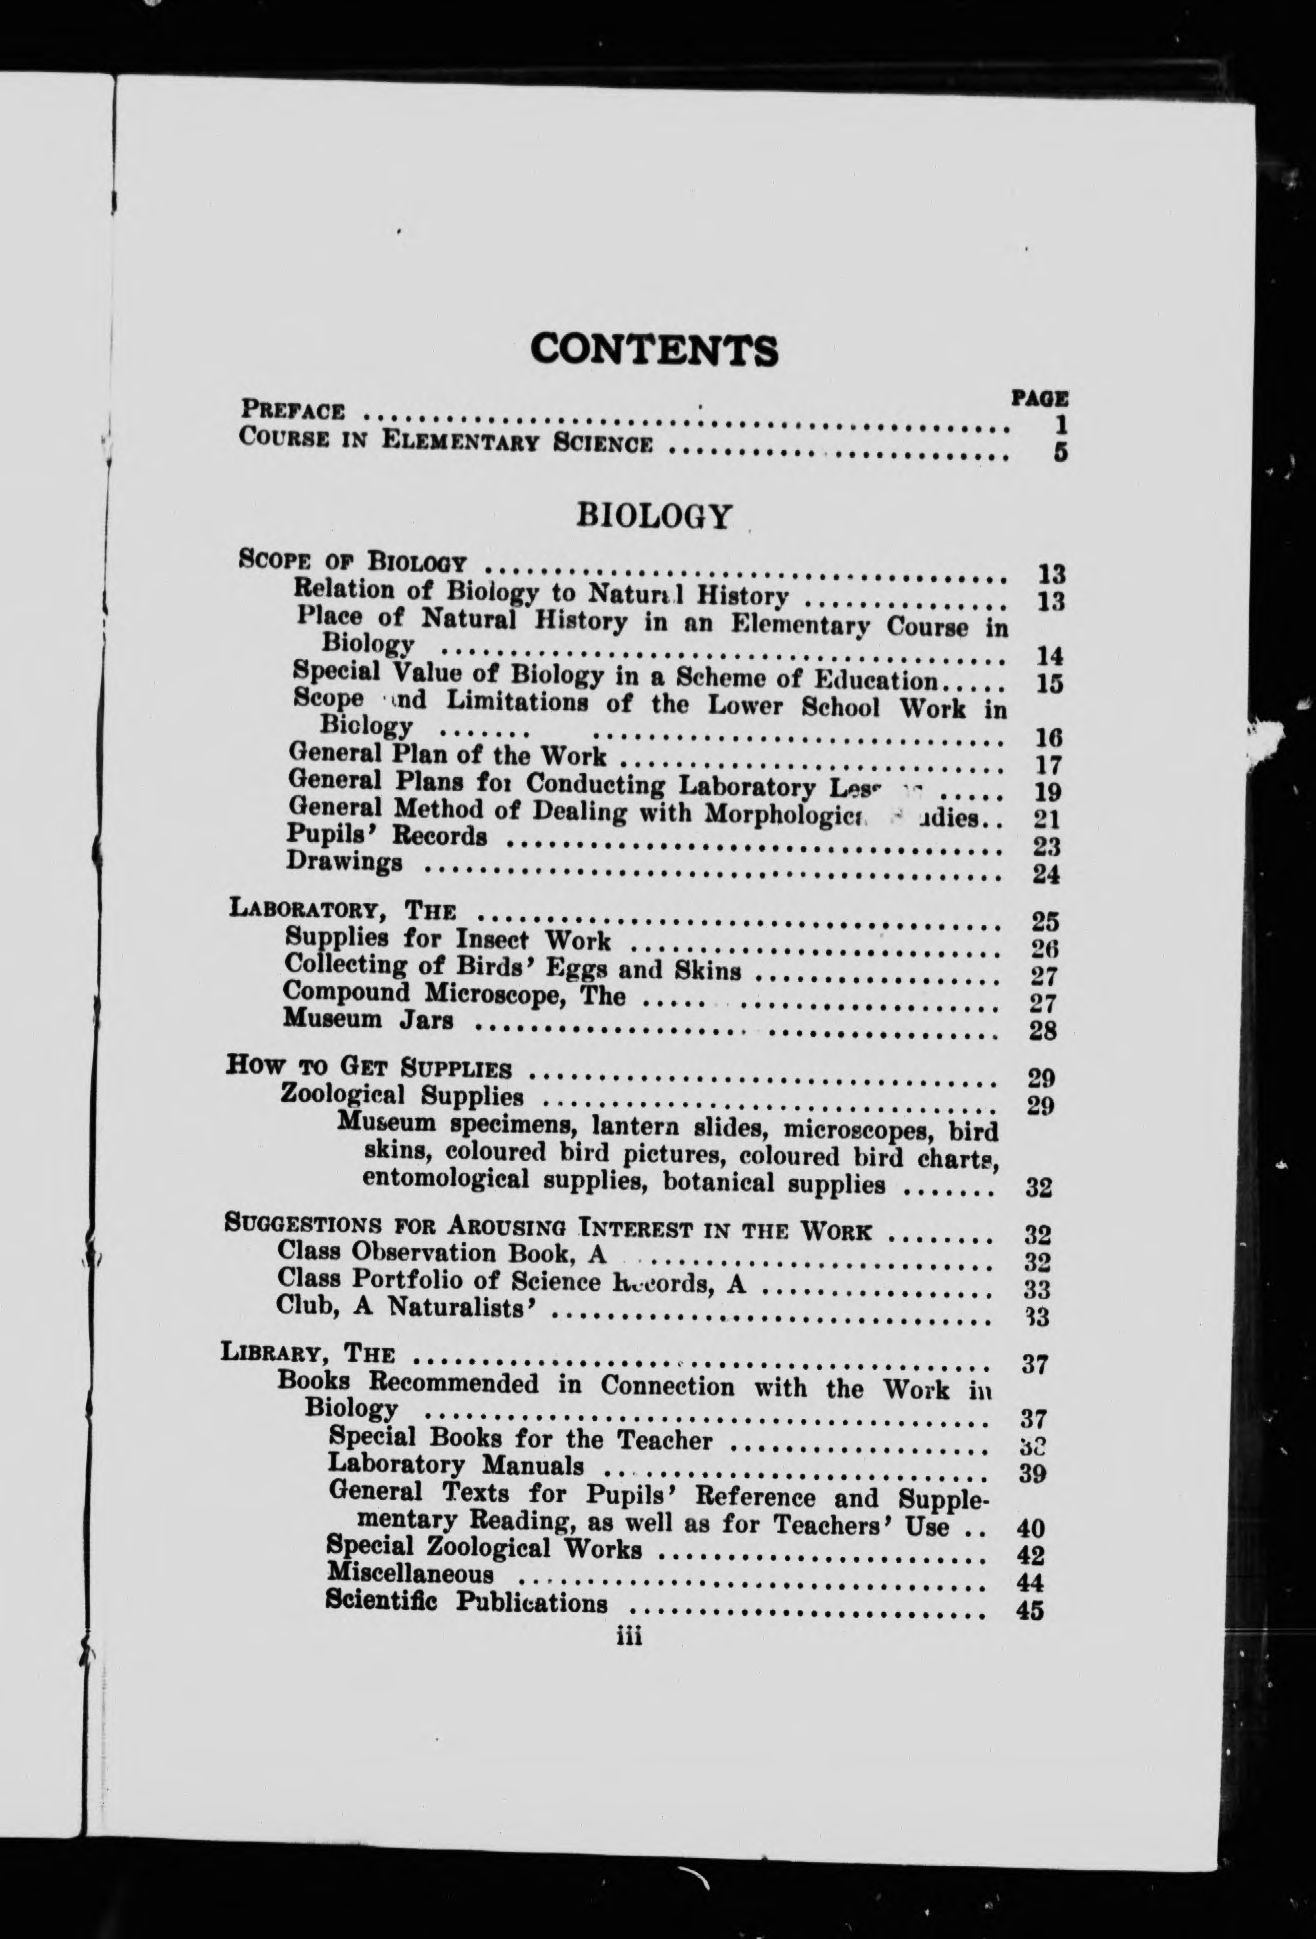 CONTENTS
PAGE
PREFACE .................................................. 1
COURSE IN ELEMENTARY SCIENCE ........................ 5
BIOLOGY
SCOPE OF BIOLOGY ...................................... 13
Relation of Biology to Natural History ............... 13
Place of Natural History in an Elementary Course in
Biology ......................................... 14
Special Value of Biology in a Scheme of Education..... 15
Scope and Limitations of the Lower School Work in
Biology ....... .............................. 16
General Plan of the Work ............................ 17
General Plans for Conducting Laboratory ..... 19
General Method of Dealing with .. 21
Pupils' Records .................................... 23
Drawings .......................................... 24
LABORATORY, THE ...................................... 25
Supplies for Insect Work ........................... 26
Collecting of Birds' Eggs and Skins .................. 27
Compound Microscope, The ..... ................... 27
Museum Jars .................... ................. 28
HOW TO GET SUPPLIES .................................. 29
Zoological Supplies ................................. 29
Museum specimens, lantern slides, microscopes, bird
skins, coloured bird pictures, coloured bird charts,
entomological supplies, botanical supplies ....... 32
SUGGESTIONS FOR AROUSING INTEREST IN THE WORK ........ 32
Class Observation Book, A .......................... 32
Class Portfolio of Science Records, A ................. 33
Club, A Naturalists' ................................ 33
LIBRARY, THE .......................................... 37
Books Recommended in Connection with the Work in
Biology ......................................... 37
Special Books for the Teacher ...................
Laboratory Manuals ............................ 39
General Texts for Pupils' Reference and Supple-
mentary Reading, as well as for Teachers' Use .. 40
Special Zoological Works ........................ 42
Miscellaneous .................................. 44
Scientific Publications .......................... 45
iii